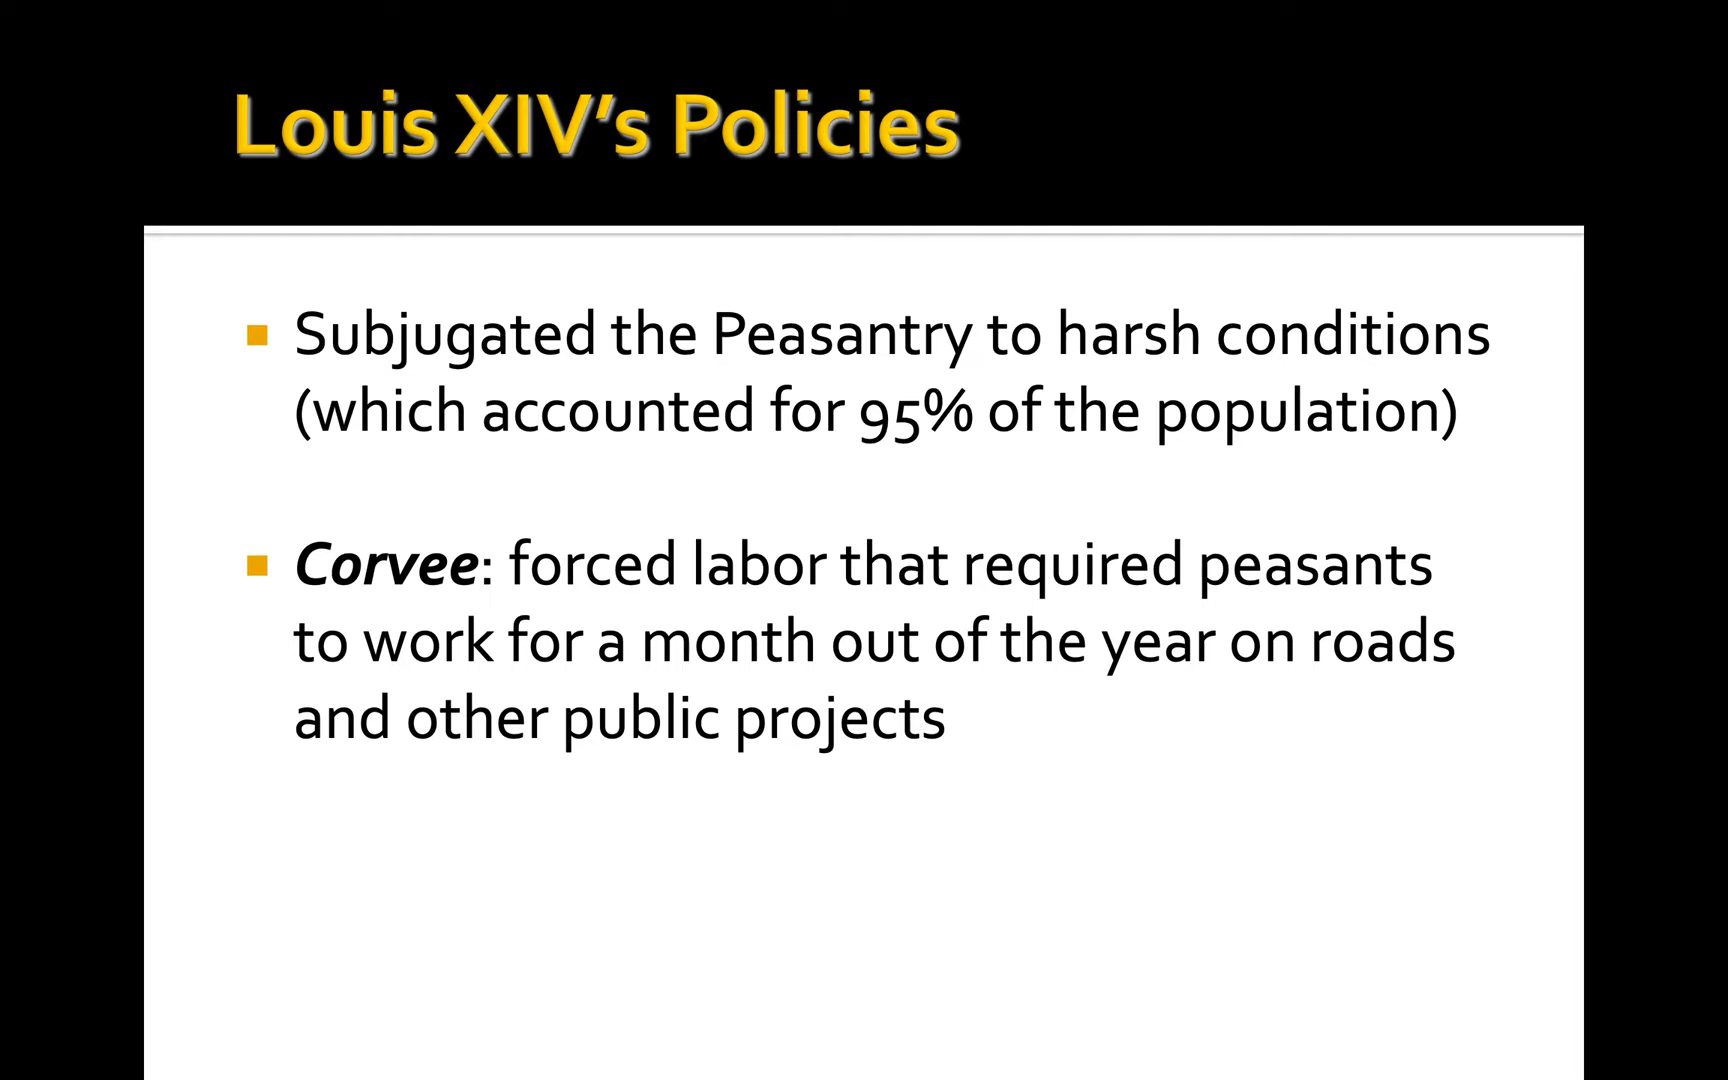 Louis XIV’s Policies
Subjugated the Peasantry to harsh conditions
(which accounted for 95% of the population)
Corvee: forced labor that required peasants
to work for a month out of the year on roads
and other public projects